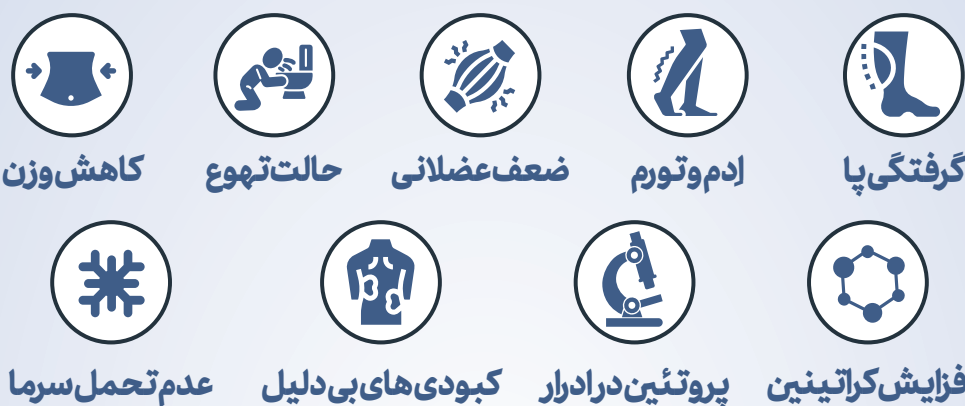 گرفتگی‌پا ادم‌و‌تورم ضعف‌عضلانی حالت‌تهوع کاهش‌وزن
فزایش‌کراتینین پروتئین‌در‌ادرار کبودی‌های‌بی‌دلیل عدم‌تحمل‌سرما